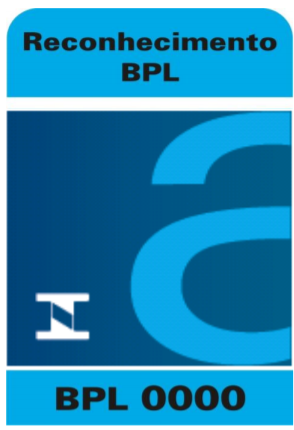 Reconhecimento
BPL
a
BPL 0000